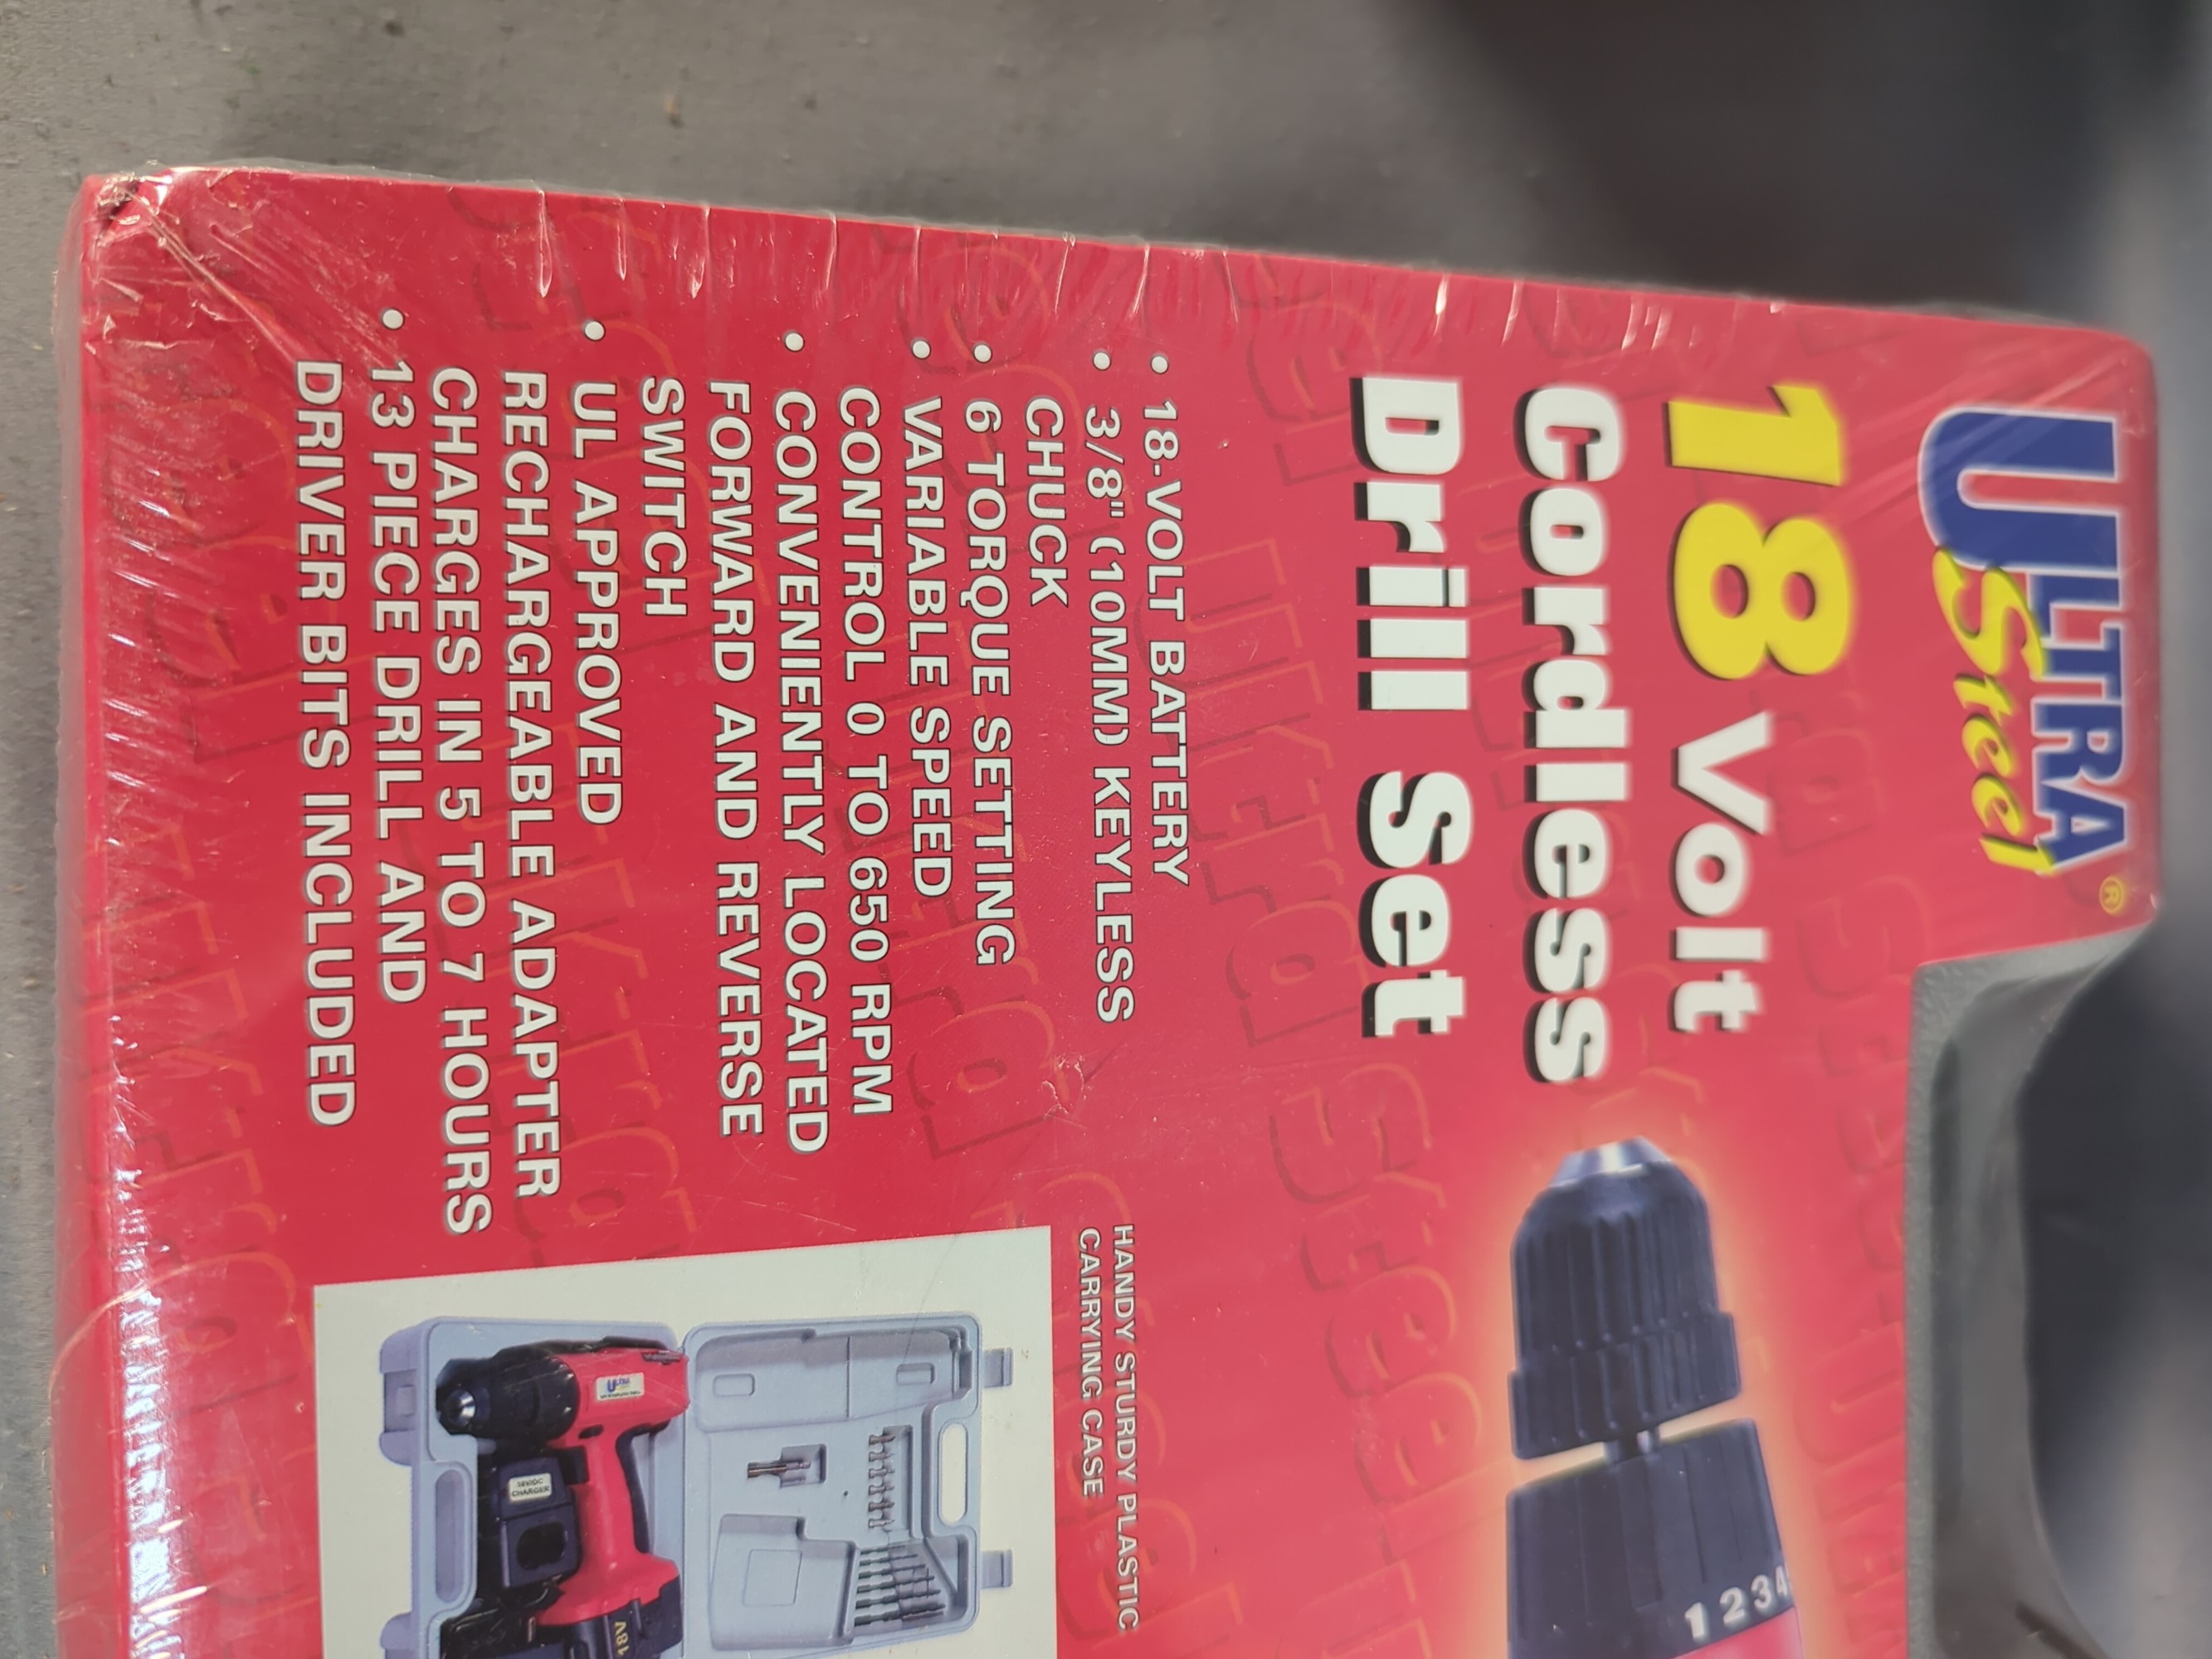 ULTRA
Steel
®
18 Volt
Cordless
Drill Set
• 18-VOLT BATTERY
• 3/8" (10MM) KEYLESS
CHUCK
• 6 TORQUE SETTING
• VARIABLE SPEED
CONTROL 0 TO 650 RPM
• CONVENIENTLY LOCATED
FORWARD AND REVERSE
SWITCH
• UL APPROVED
RECHARGEABLE ADAPTER
CHARGES IN 5 TO 7 HOURS
• 13 PIECE DRILL AND
DRIVER BITS INCLUDED
HANDY STURDY PLASTIC
CARRYING CASE
1 2 3 4
ULTRA
18VDC
CHARGER
18V